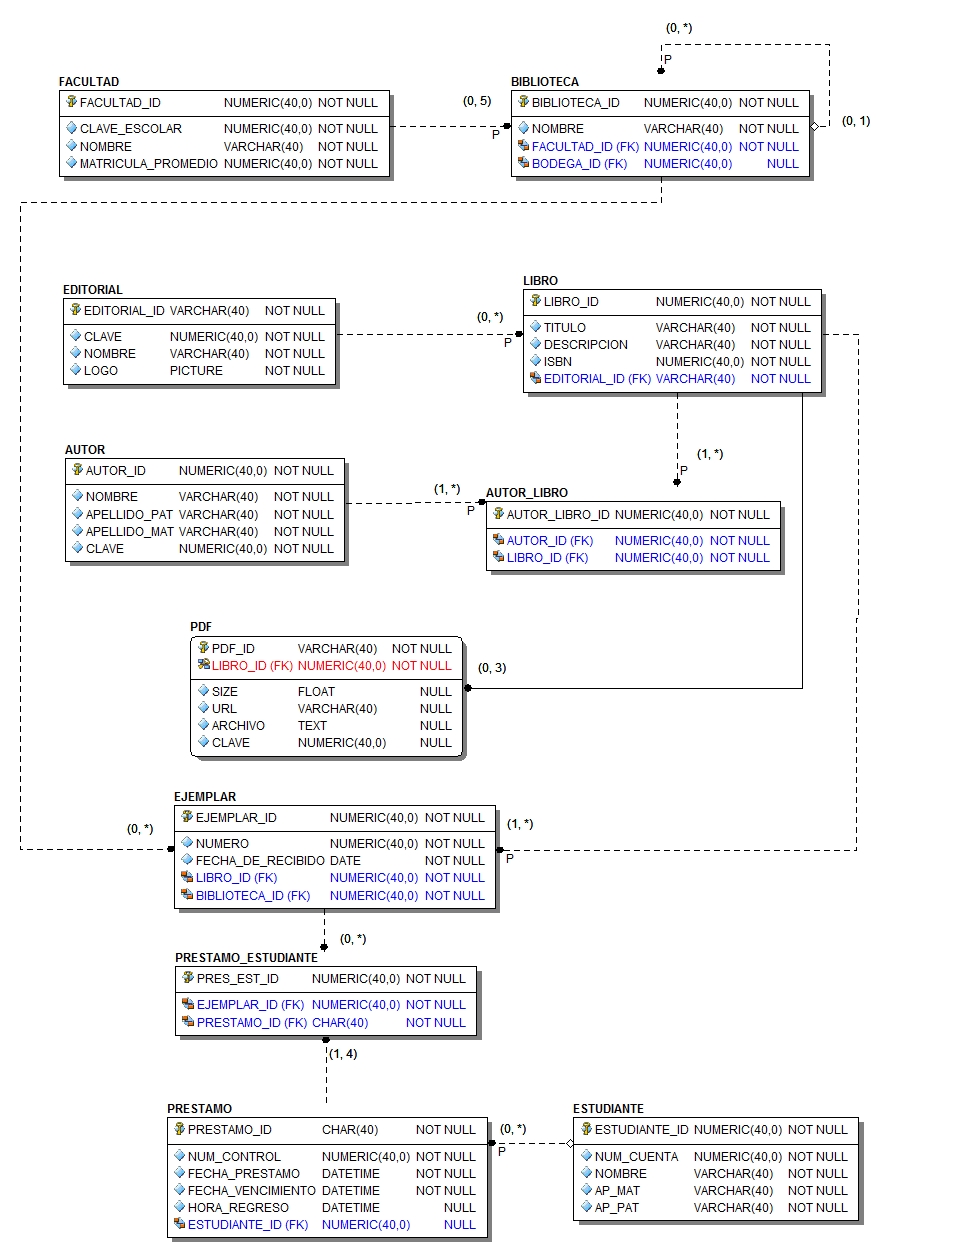 (0, *)
P
FACULTAD
FACULTAD_ID NUMERIC(40,0) NOT NULL
CLAVE_ESCOLAR NUMERIC(40,0) NOT NULL
NOMBRE VARCHAR(40) NOT NULL
MATRICULA_PROMEDIO NUMERIC(40,0) NOT NULL
(0, 5)
P
BIBLIOTECA
BIBLIOTECA_ID NUMERIC(40,0) NOT NULL
NOMBRE VARCHAR(40) NOT NULL
FACULTAD_ID (FK) NUMERIC(40,0) NOT NULL
BODEGA_ID (FK) NUMERIC(40,0) NULL
(0, 1)
EDITORIAL
EDITORIAL_ID VARCHAR(40) NOT NULL
CLAVE NUMERIC(40,0) NOT NULL
NOMBRE VARCHAR(40) NOT NULL
LOGO PICTURE NOT NULL
(0, *)
P
LIBRO
LIBRO_ID NUMERIC(40,0) NOT NULL
TITULO VARCHAR(40) NOT NULL
DESCRIPCION VARCHAR(40) NOT NULL
ISBN NUMERIC(40,0) NOT NULL
EDITORIAL_ID (FK) VARCHAR(40) NOT NULL
(1, *)
P
AUTOR
AUTOR_ID NUMERIC(40,0) NOT NULL
NOMBRE VARCHAR(40) NOT NULL
APELLIDO_PAT VARCHAR(40) NOT NULL
APELLIDO_MAT VARCHAR(40) NOT NULL
CLAVE NUMERIC(40,0) NOT NULL
(1, *)
P
AUTOR_LIBRO
AUTOR_LIBRO_ID NUMERIC(40,0) NOT NULL
AUTOR_ID (FK) NUMERIC(40,0) NOT NULL
LIBRO_ID (FK) NUMERIC(40,0) NOT NULL
PDF
PDF_ID VARCHAR(40) NOT NULL
LIBRO_ID (FK) NUMERIC(40,0) NOT NULL
SIZE FLOAT NULL
URL VARCHAR(40) NULL
ARCHIVO TEXT NULL
CLAVE NUMERIC(40,0) NULL
(0, 3)
EJEMPLAR
(0, *)
EJEMPLAR_ID NUMERIC(40,0) NOT NULL
NUMERO NUMERIC(40,0) NOT NULL
FECHA_DE_RECIBIDO DATE NOT NULL
LIBRO_ID (FK) NUMERIC(40,0) NOT NULL
BIBLIOTECA_ID (FK) NUMERIC(40,0) NOT NULL
(1, *)
P
(0, *)
PRESTAMO_ESTUDIANTE
PRES_EST_ID NUMERIC(40,0) NOT NULL
EJEMPLAR_ID (FK) NUMERIC(40,0) NOT NULL
PRESTAMO_ID (FK) CHAR(40) NOT NULL
(1, 4)
PRESTAMO
PRESTAMO_ID CHAR(40) NOT NULL
NUM_CONTROL NUMERIC(40,0) NOT NULL
FECHA_PRESTAMO DATETIME NOT NULL
FECHA_VENCIMIENTO DATETIME NOT NULL
HORA_REGRESO DATETIME NULL
ESTUDIANTE_ID (FK) NUMERIC(40,0) NULL
(0, *)
P
ESTUDIANTE
ESTUDIANTE_ID NUMERIC(40,0) NOT NULL
NUM_CUENTA NUMERIC(40,0) NOT NULL
NOMBRE VARCHAR(40) NOT NULL
AP_MAT VARCHAR(40) NOT NULL
AP_PAT VARCHAR(40) NOT NULL